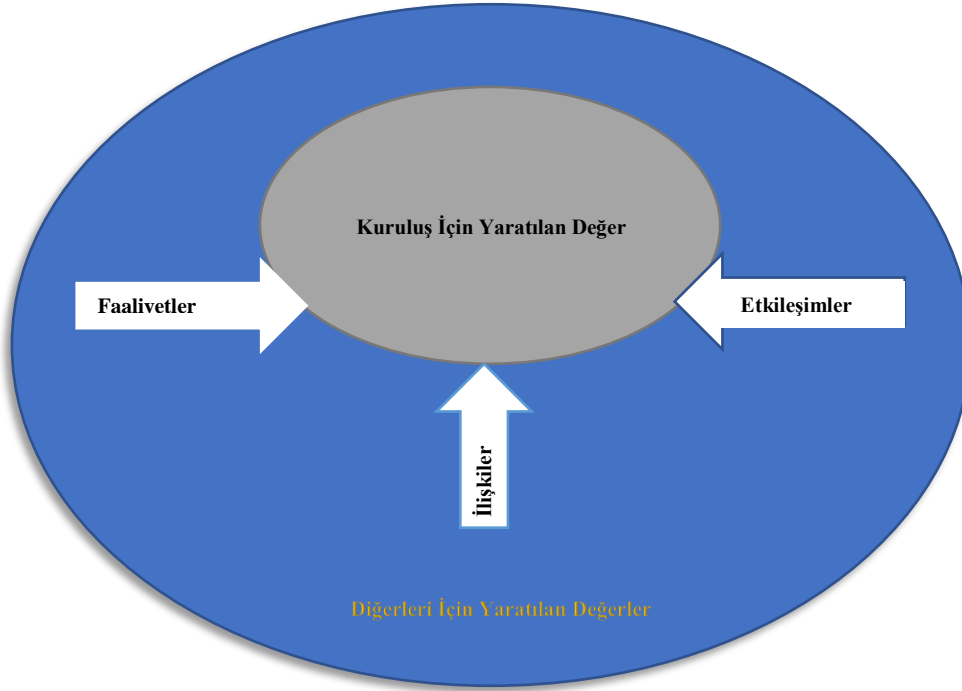 Kuruluş İçin Yaratılan Değer
Faalivetler
Etkileşimler
İlişkiler
Diğerleri İçin Yaratılan Değerler